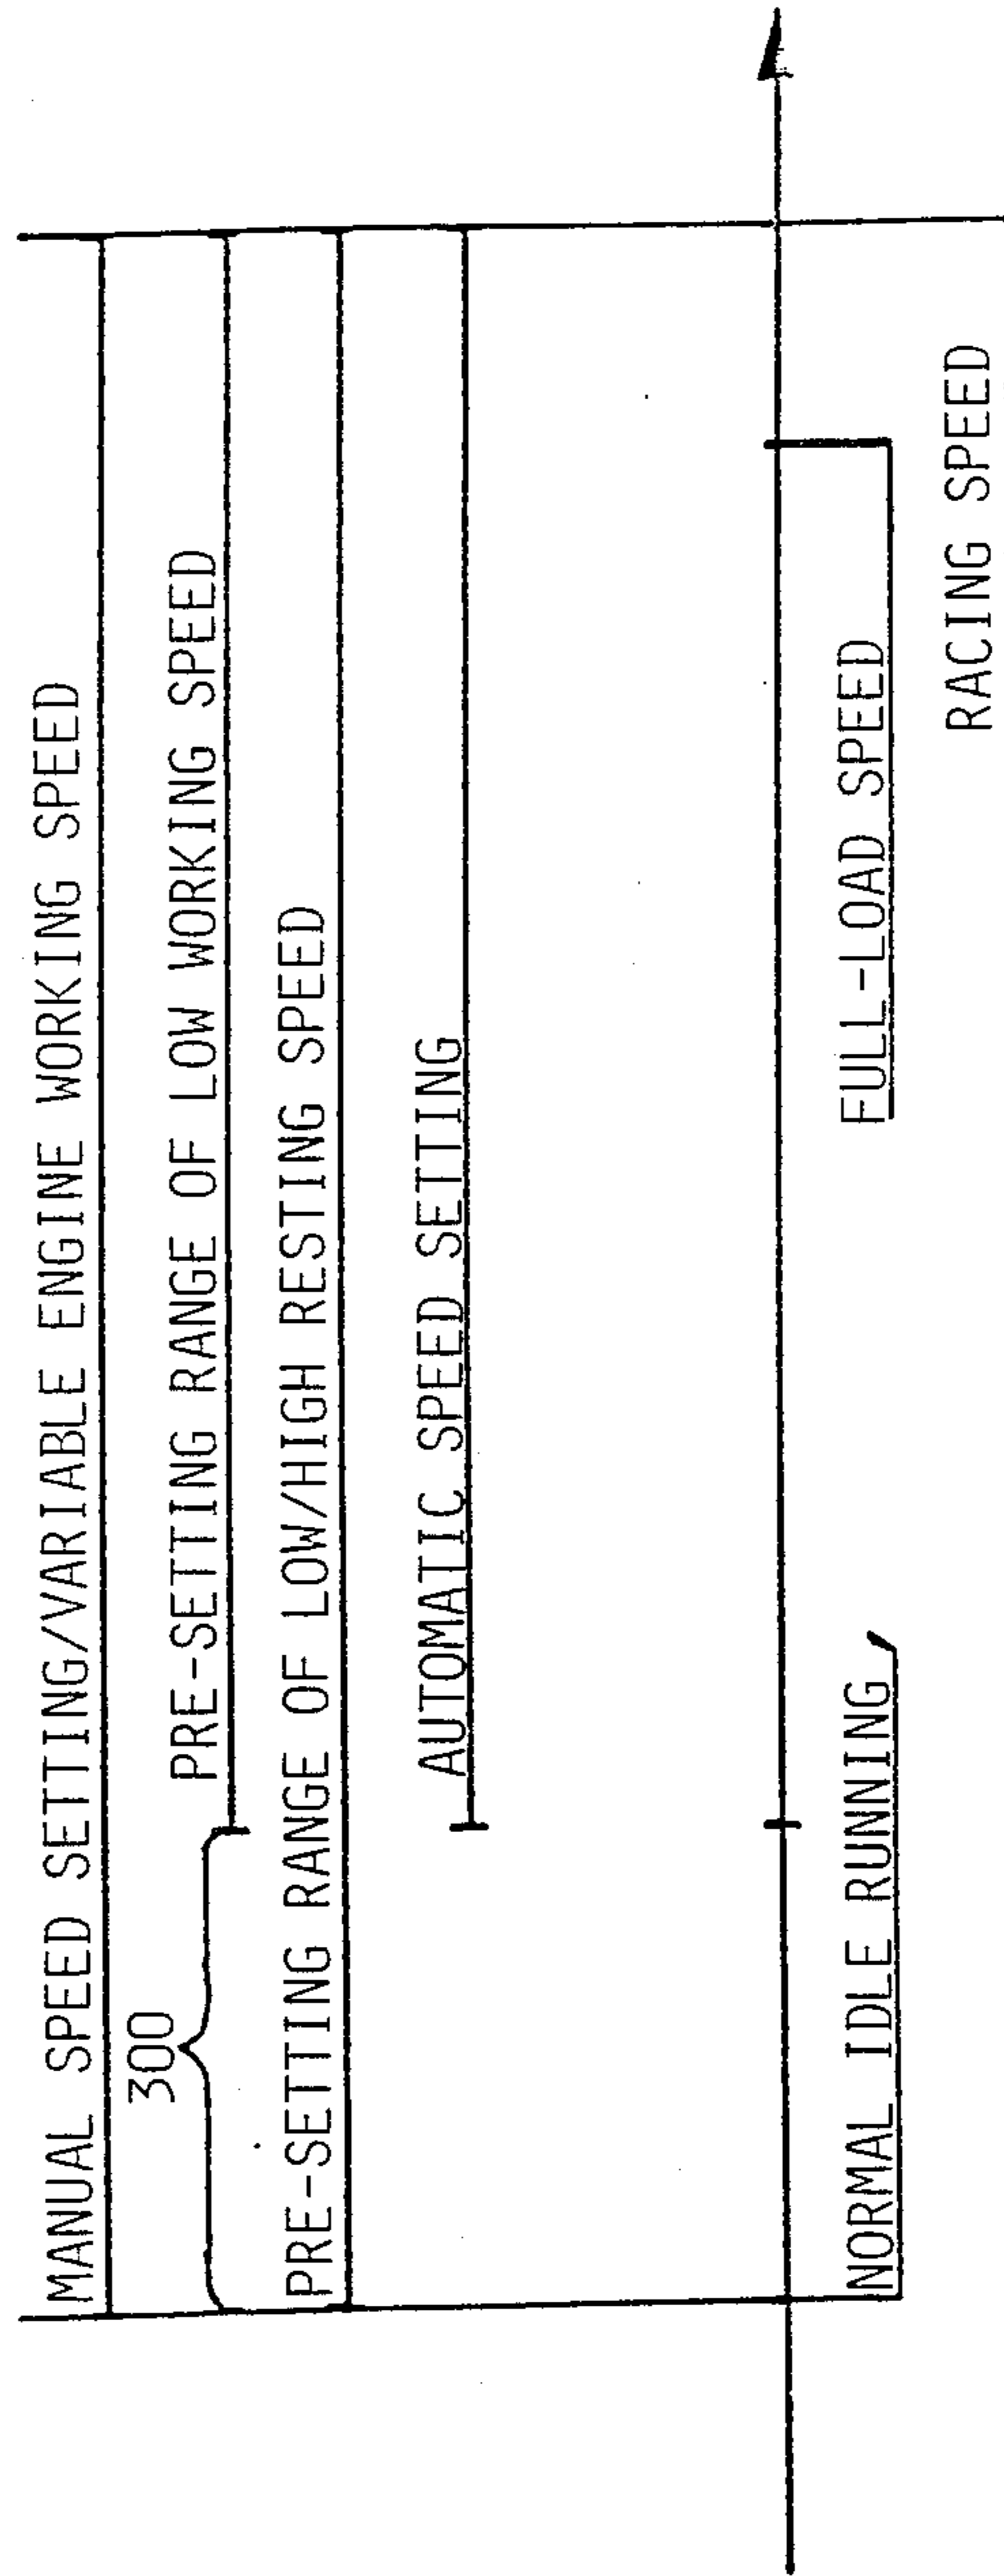 MANUAL SPEED SETTING/VARIABLE ENGINE WORKING SPEED
300
PRE-SETTING RANGE OF LOW WORKING SPEED
PRE-SETTING RANGE OF LOW/HIGH RESTING SPEED
AUTOMATIC SPEED SETTING
NORMAL IDLE RUNNING
FULL-LOAD SPEED
RACING SPEED